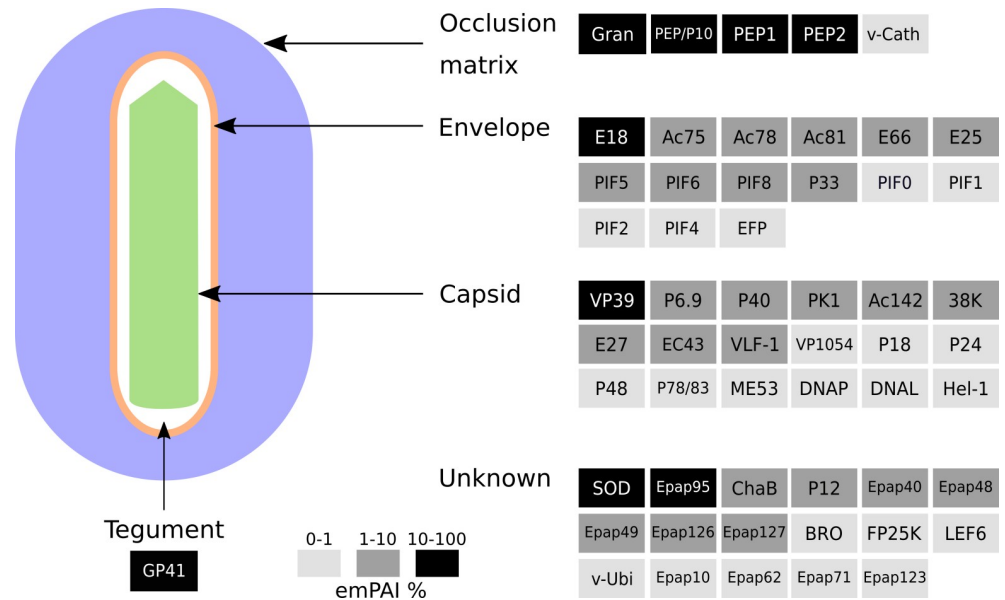 Occlusion
matrix
Gran PEP/P10 PEP1 PEP2 v-Cath
Envelope
E18 Ac75 Ac78 Ac81 E66 E25
PIF5 PIF6 PIF8 P33 PIF0 PIF1
PIF2 PIF4 EFP
Capsid
VP39 P6.9 P40 PK1 Ac142 38K
E27 EC43 VLF-1 VP1054 P18 P24
P48 P78/83 ME53 DNAP DNAL Hel-1
Unknown
SOD Epap95 ChaB P12 Epap40 Epap48
Epap49 Epap126 Epap127 BRO FP25K LEF6
v-Ubi Epap10 Epap62 Epap71 Epap123
Tegument
GP41
0-1 1-10 10-100
emPAI %